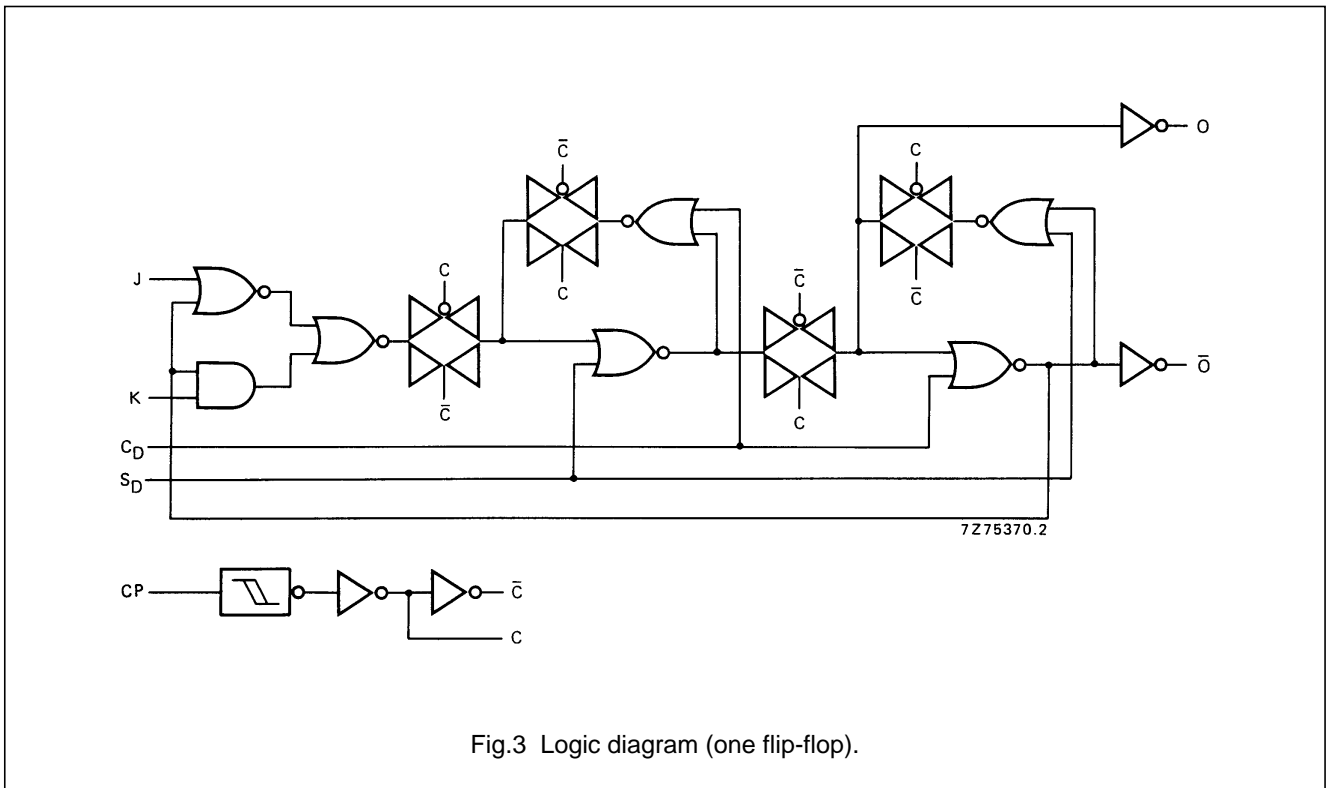 O
C̄
C
J
C
C̄
C
C̄
C̄
K
C̄
C
Ō
C_D
S_D
7Z75370.2
CP
C̄
C
Fig.3 Logic diagram (one flip-flop).